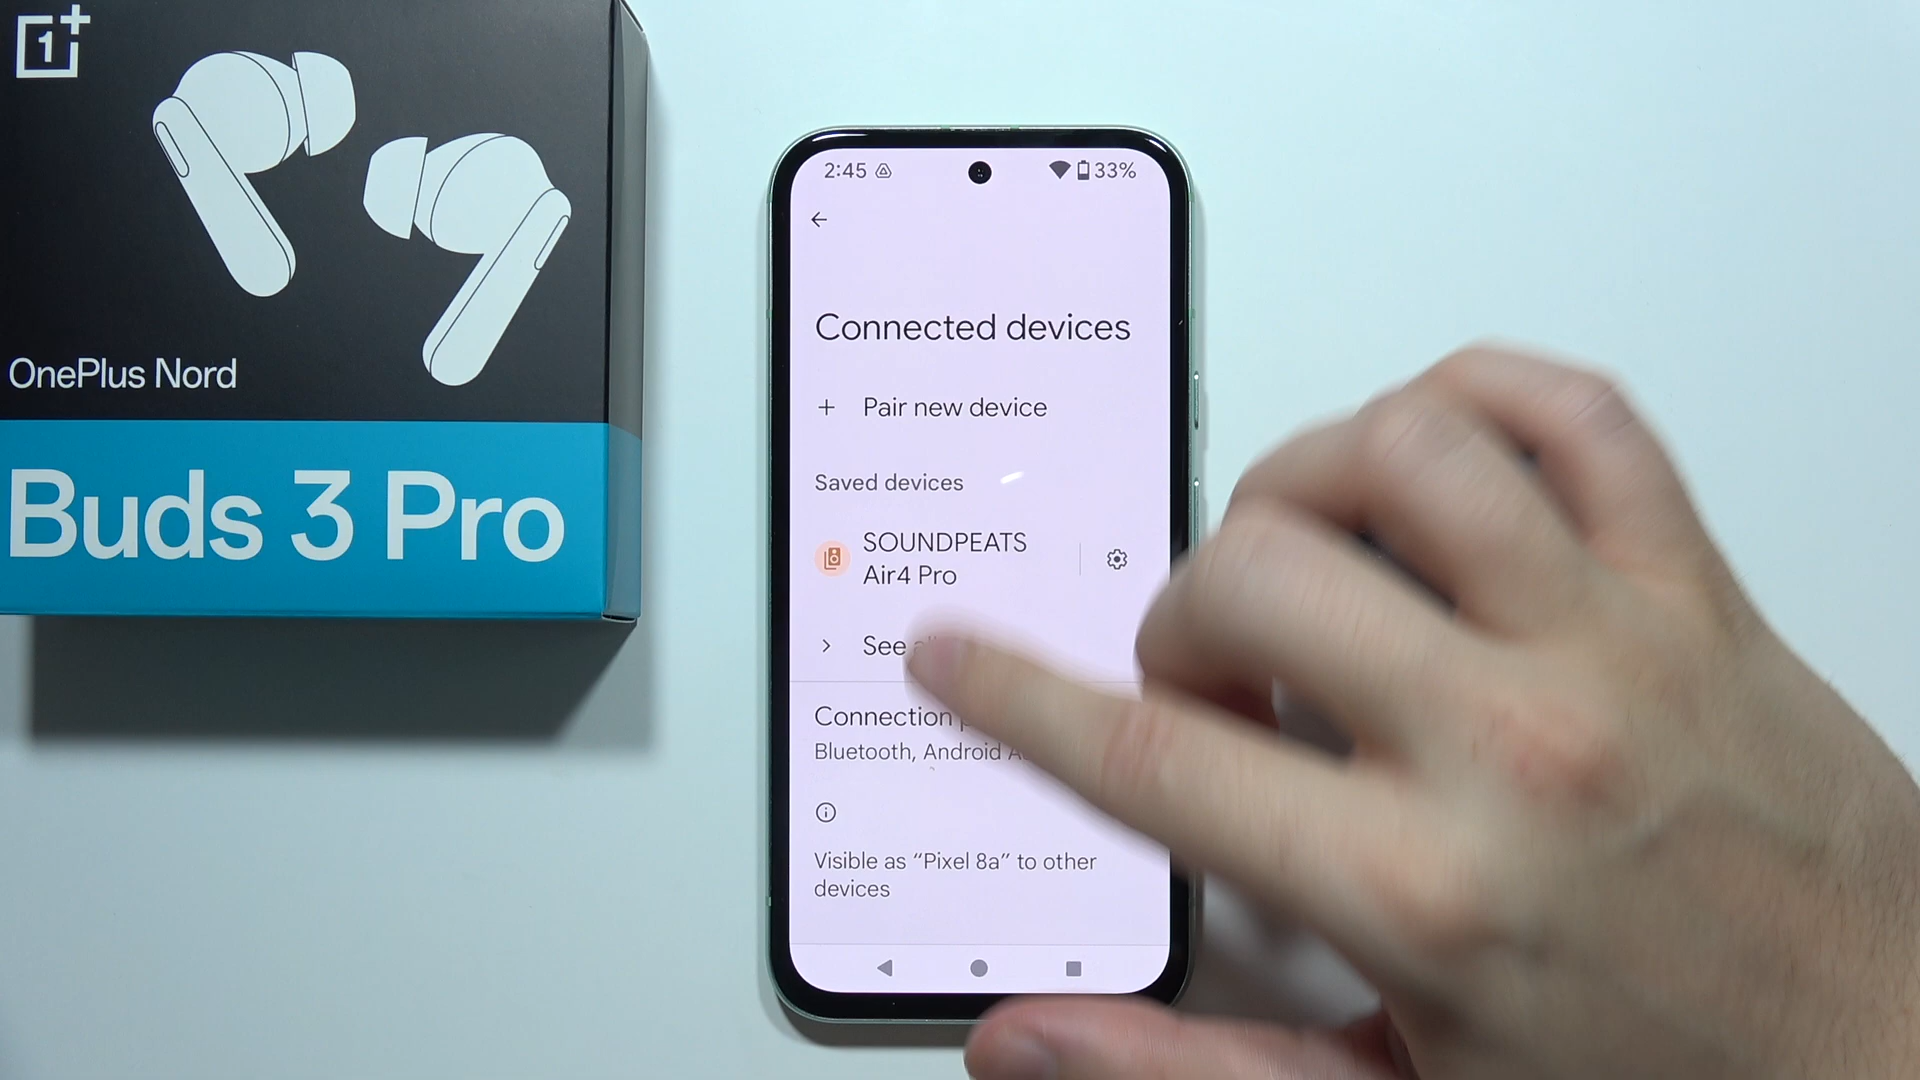 1+
OnePlus Nord
Buds 3 Pro
2:45
33%
Connected devices
+ Pair new device
Saved devices
SOUNDPEATS
Air4 Pro
See
Connection
Bluetooth, Android
Visible as “Pixel 8a” to other
devices